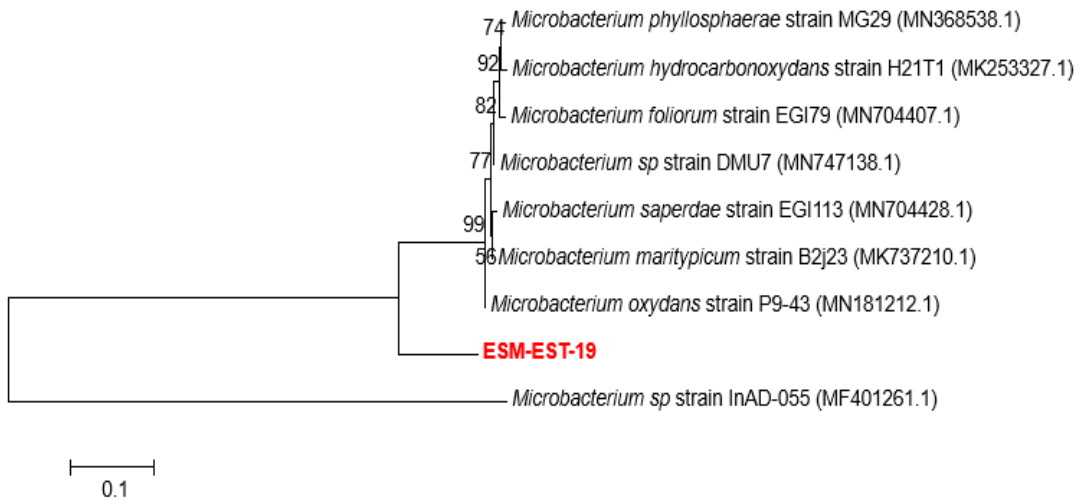 74 Microbacterium phyllosphaerae strain MG29 (MN368538.1)
92 Microbacterium hydrocarbonoxydans strain H21T1 (MK253327.1)
82 Microbacterium foliorum strain EGI79 (MN704407.1)
77 Microbacterium sp strain DMU7 (MN747138.1)
Microbacterium saperdae strain EGI113 (MN704428.1)
99
56 Microbacterium maritypicum strain B2j23 (MK737210.1)
Microbacterium oxydans strain P9-43 (MN181212.1)
ESM-EST-19
Microbacterium sp strain InAD-055 (MF401261.1)
0.1